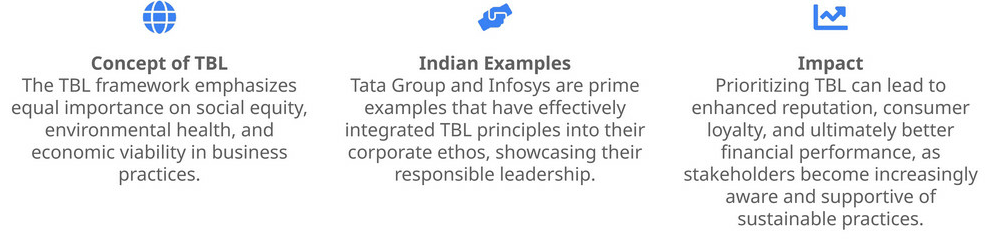 Concept of TBL
The TBL framework emphasizes
equal importance on social equity,
environmental health, and
economic viability in business
practices.
Indian Examples
Tata Group and Infosys are prime
examples that have effectively
integrated TBL principles into their
corporate ethos, showcasing their
responsible leadership.
Impact
Prioritizing TBL can lead to
enhanced reputation, consumer
loyalty, and ultimately better
financial performance, as
stakeholders become increasingly
aware and supportive of
sustainable practices.